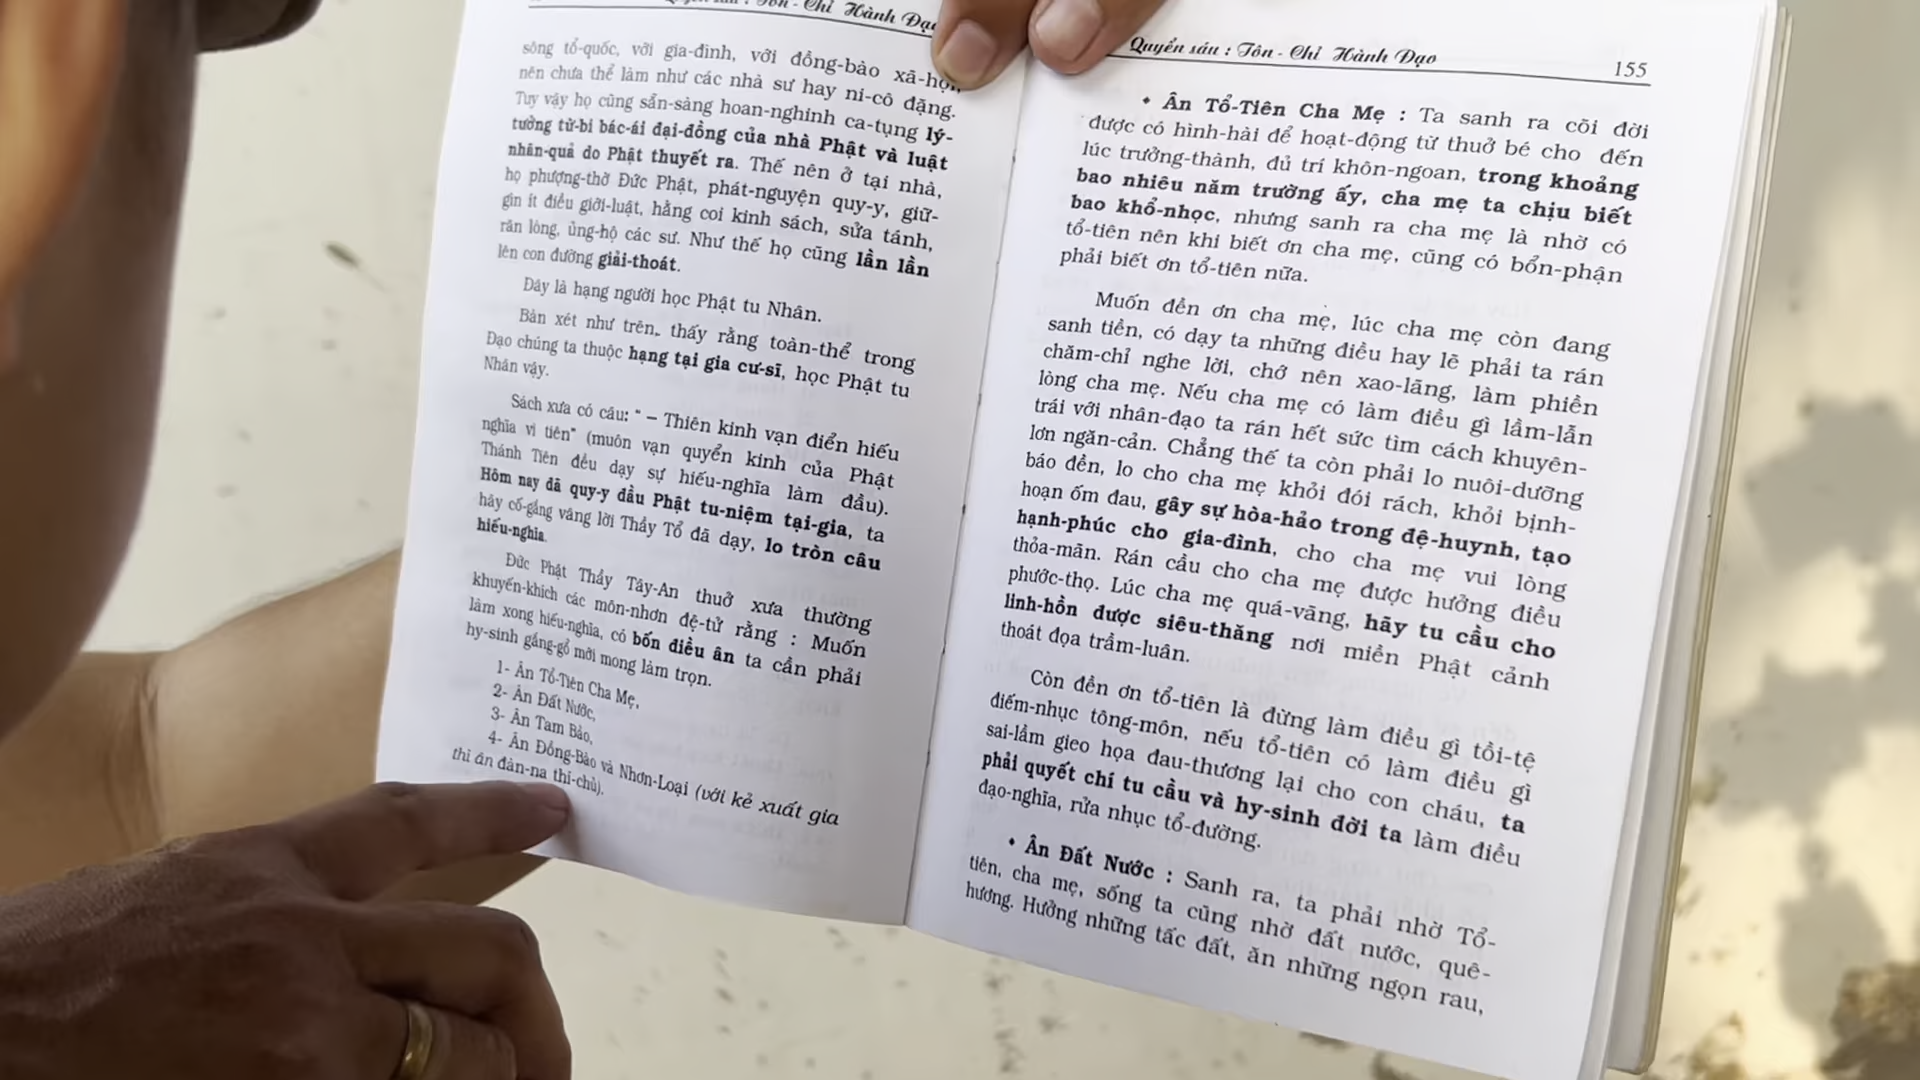 Tôn - Chỉ Hành Đạo
sông tổ-quốc, với gia-đình, với đồng-bào xã-hội,
nên chưa thể làm như các nhà sư hay ni-cô đặng.
Tuy vậy họ cũng sẵn-sàng hoan-nghinh ca-tụng lý-
tưởng từ-bi bác-ái đại-đồng của nhà Phật và luật
nhân-quả do Phật thuyết ra. Thế nên ở tại nhà,
họ phượng-thờ Đức Phật, phát-nguyện quy-y, giữ-
gìn ít điều giới-luật, hằng coi kinh sách, sửa tánh,
răn lòng, ủng-hộ các sư. Như thế họ cũng lần lần
lên con đường giải-thoát.
Đây là hạng người học Phật tu Nhân.
Bàn xét như trên, thấy rằng toàn-thể trong
Đạo chúng ta thuộc hạng tại gia cư-sĩ, học Phật tu
Nhân vậy.
Sách xưa có câu: " – Thiên kinh vạn điển hiếu
nghĩa vi tiên" (muôn vạn quyển kinh của Phật
Thánh Tiên đều dạy sự hiếu-nghĩa làm đầu).
Hôm nay đã quy-y đầu Phật tu-niệm tại-gia, ta
hãy cố-gắng vâng lời Thầy Tổ đã dạy, lo tròn câu
hiếu-nghĩa.
Đức Phật Thầy Tây-An thuở xưa thường
khuyến-khích các môn-nhơn đệ-tử rằng : Muốn
làm xong hiếu-nghĩa, có bốn điều ân ta cần phải
hy-sinh gắng-gổ mới mong làm trọn.
1- Ân Tổ-Tiên Cha Mẹ,
2- Ân Đất Nước,
3- Ân Tam Bảo,
4- Ân Đồng-Bào và Nhơn-Loại (với kẻ xuất gia
thì ân đàn-na thí-chủ).
Quyển sáu : Tôn - Chỉ Hành Đạo 155
• Ân Tổ-Tiên Cha Mẹ : Ta sanh ra cõi đời
được có hình-hài để hoạt-động từ thuở bé cho đến
lúc trưởng-thành, đủ trí khôn-ngoan, trong khoảng
bao nhiêu năm trường ấy, cha mẹ ta chịu biết
bao khổ-nhọc, nhưng sanh ra cha mẹ là nhờ có
tổ-tiên nên khi biết ơn cha mẹ, cũng có bổn-phận
phải biết ơn tổ-tiên nữa.
Muốn đền ơn cha mẹ, lúc cha mẹ còn đang
sanh tiền, có dạy ta những điều hay lẽ phải ta rán
chăm-chỉ nghe lời, chớ nên xao-lãng, làm phiền
lòng cha mẹ. Nếu cha mẹ có làm điều gì lầm-lẫn
trái với nhân-đạo ta rán hết sức tìm cách khuyên-
lơn ngăn-cản. Chẳng thế ta còn phải lo nuôi-dưỡng
báo đền, lo cho cha mẹ khỏi đói rách, khỏi bịnh-
hoạn ốm đau, gây sự hòa-hảo trong đệ-huynh, tạo
hạnh-phúc cho gia-đình, cho cha mẹ vui lòng
thỏa-mãn. Rán cầu cho cha mẹ được hưởng điều
phước-thọ. Lúc cha mẹ quá-vãng, hãy tu cầu cho
linh-hồn được siêu-thăng nơi miền Phật cảnh
thoát đọa trầm-luân.
Còn đền ơn tổ-tiên là đừng làm điều gì tồi-tệ
điếm-nhục tông-môn, nếu tổ-tiên có làm điều gì
sai-lầm gieo họa đau-thương lại cho con cháu, ta
phải quyết chí tu cầu và hy-sinh đời ta làm điều
đạo-nghĩa, rửa nhục tổ-đường.
• Ân Đất Nước : Sanh ra, ta phải nhờ Tổ-
tiên, cha mẹ, sống ta cũng nhờ đất nước, quê-
hương. Hưởng những tấc đất, ăn những ngọn rau,